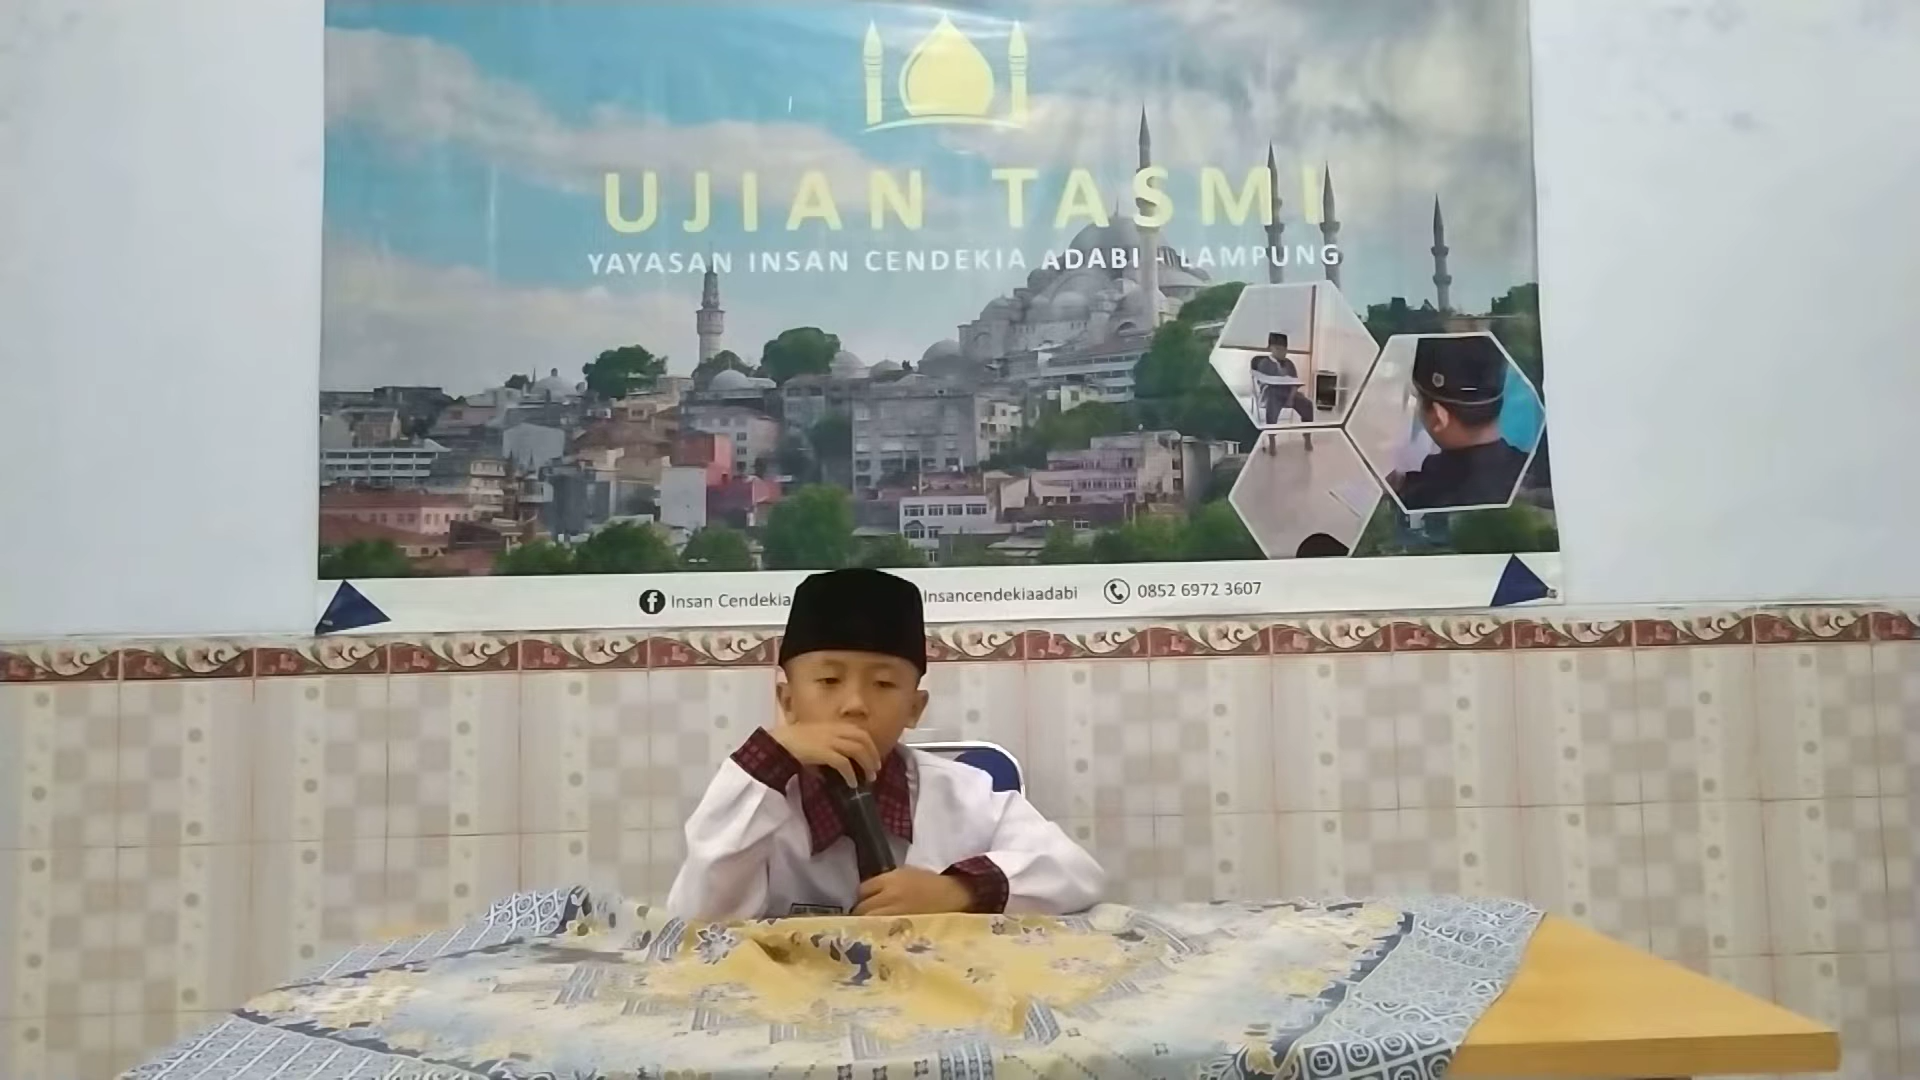 UJIAN TASMI
YAYASAN INSAN CENDEKIA ADABI - LAMPUNG
Insan Cendekia
Insancendekiaadabi
0852 6972 3607